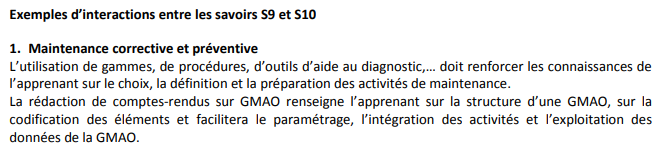 Exemples d’interactions entre les savoirs S9 et S10
1. Maintenance corrective et préventive
L’utilisation de gammes, de procédures, d’outils d’aide au diagnostic,… doit renforcer les connaissances de
l’apprenant sur le choix, la définition et la préparation des activités de maintenance.
La rédaction de comptes-rendus sur GMAO renseigne l’apprenant sur la structure d’une GMAO, sur la
codification des éléments et facilitera le paramétrage, l’intégration des activités et l’exploitation des
données de la GMAO.